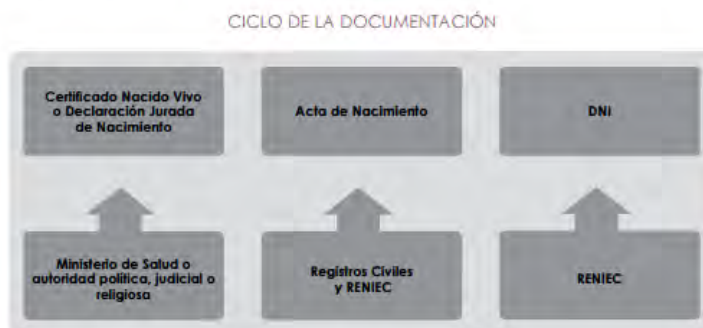 CICLO DE LA DOCUMENTACIÓN
Certificado Nacido Vivo
o Declaración Jurada
de Nacimiento
Acta de Nacimiento
DNI
Ministerio de Salud o
autoridad política, judicial o
religiosa
Registros Civiles
y RENIEC
RENIEC